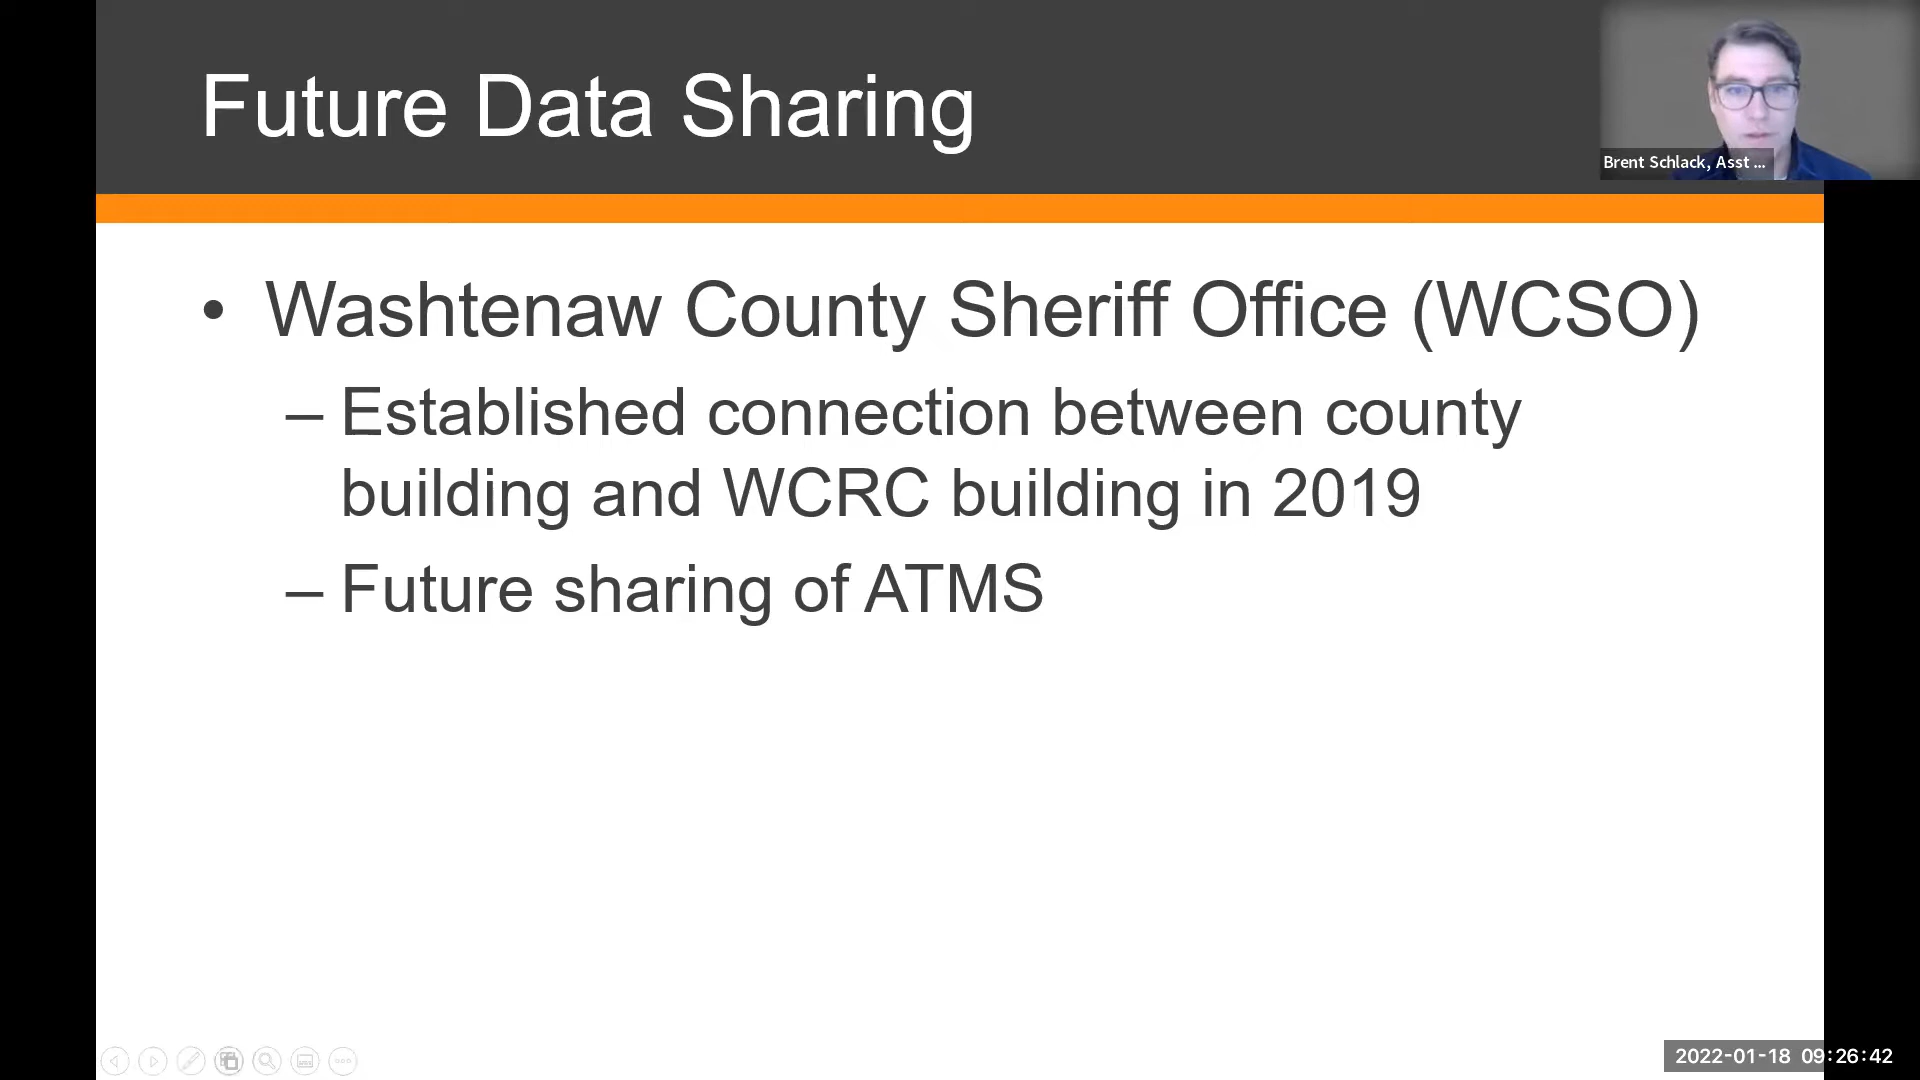 Future Data Sharing
Brent Schlack, Asst ...
• Washtenaw County Sheriff Office (WCSO)
– Established connection between county
building and WCRC building in 2019
– Future sharing of ATMS
2022-01-18 09:26:42